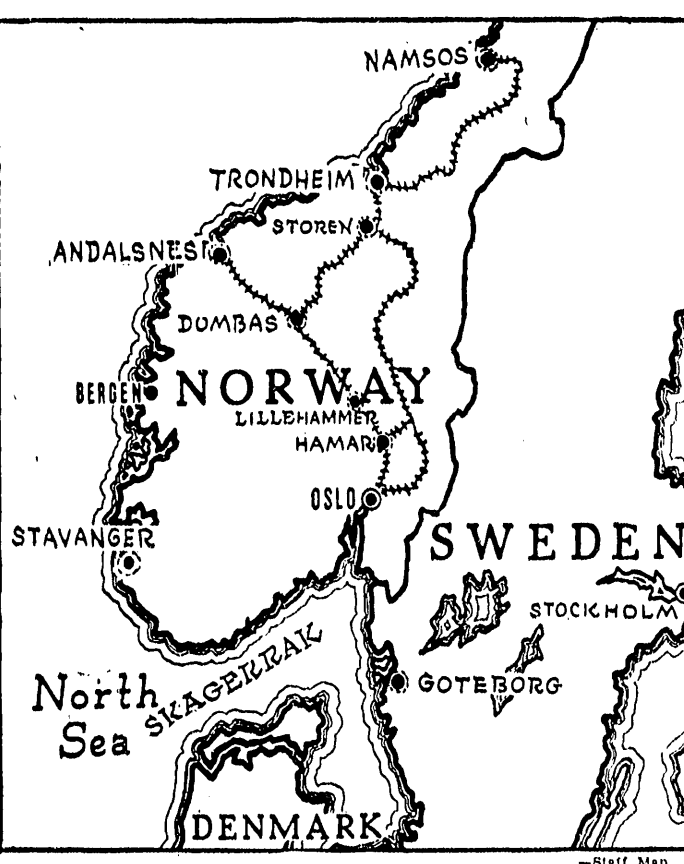 NAMSOS
TRONDHEIM
STOREN
ANDALSNES
DOMBAS
BERGEN
NORWAY
LILLEHAMMER
HAMAR
OSLO
STAVANGER
SWEDEN
STOCKHOLM
SKAGERRAK
GOTEBORG
North
Sea
DENMARK
—Staff Map